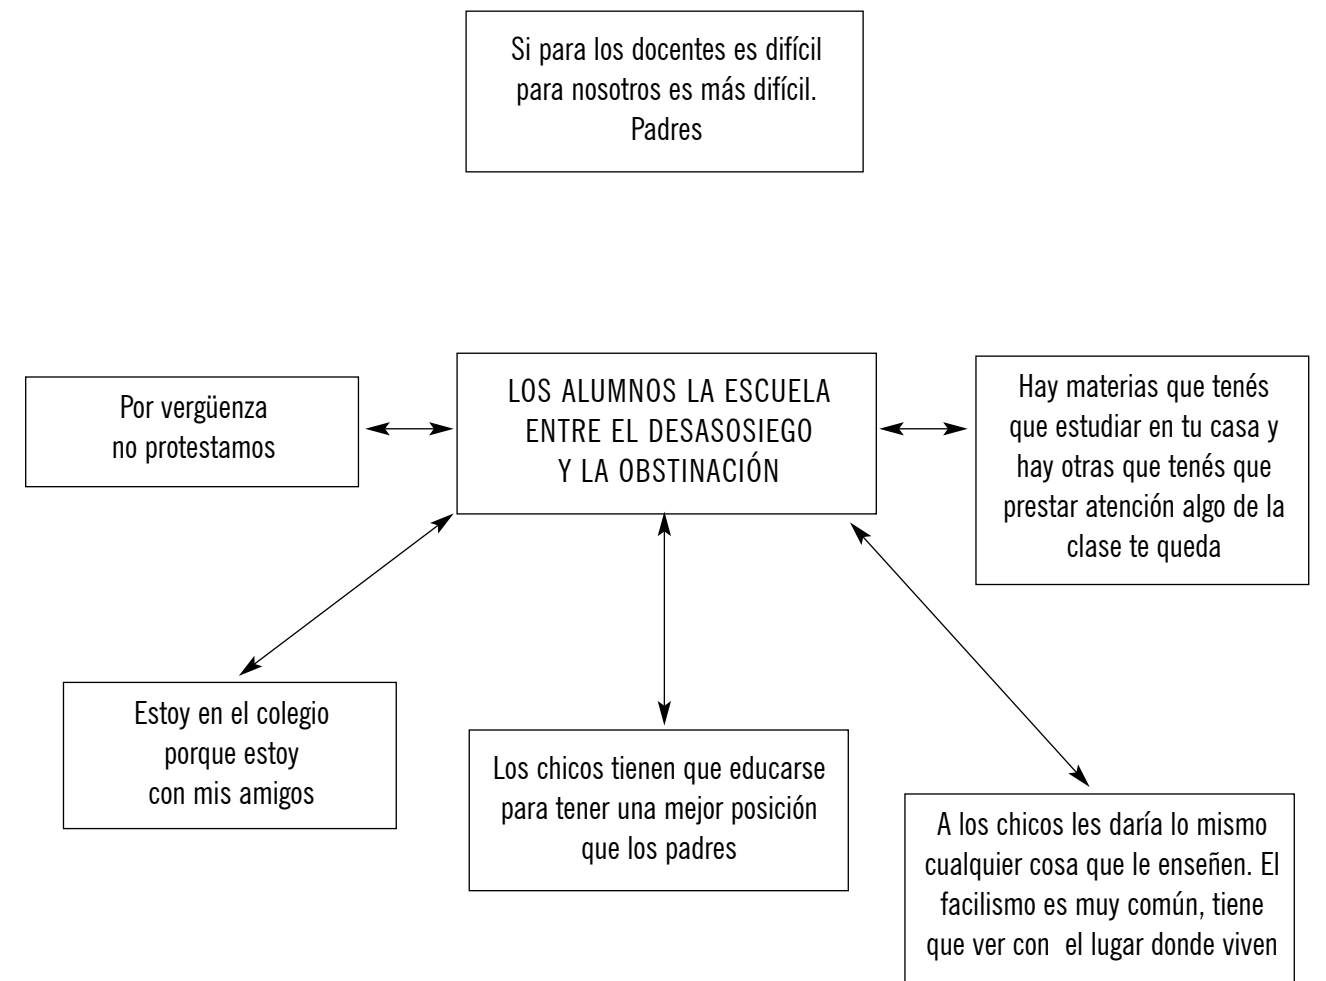 Si para los docentes es difícil
para nosotros es más difícil.
Padres
Por vergüenza
no protestamos
LOS ALUMNOS LA ESCUELA
ENTRE EL DESASOSIEGO
Y LA OBSTINACIÓN
Hay materias que tenés
que estudiar en tu casa y
hay otras que tenés que
prestar atención algo de la
clase te queda
Estoy en el colegio
porque estoy
con mis amigos
Los chicos tienen que educarse
para tener una mejor posición
que los padres
A los chicos les daría lo mismo
cualquier cosa que le enseñen. El
facilismo es muy común, tiene
que ver con  el lugar donde viven